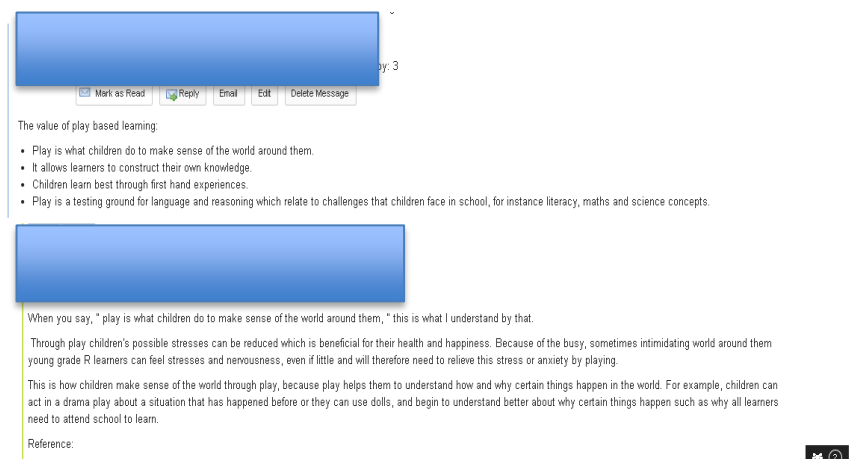 by: 3
Mark as Read Reply Email Edit Delete Message
The value of play based learning:
• Play is what children do to make sense of the world around them.
• It allows learners to construct their own knowledge.
• Children learn best through first hand experiences.
• Play is a testing ground for language and reasoning which relate to challenges that children face in school, for instance literacy, maths and science concepts.
When you say, " play is what children do to make sense of the world around them, " this is what I understand by that.
Through play children's possible stresses can be reduced which is beneficial for their health and happiness. Because of the busy, sometimes intimidating world around them
young grade R learners can feel stresses and nervousness, even if little and will therefore need to relieve this stress or anxiety by playing.
This is how children make sense of the world through play, because play helps them to understand how and why certain things happen in the world. For example, children can
act in a drama play about a situation that has happened before or they can use dolls, and begin to understand better about why certain things happen such as why all learners
need to attend school to learn.
Reference:
2